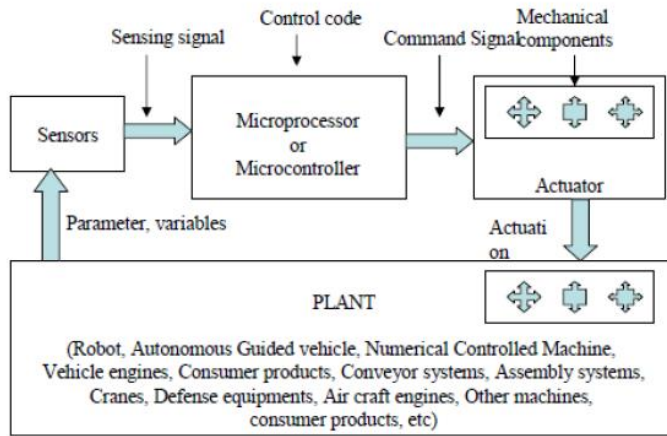 Sensing signal
Control code
Command Signal
Mechanical
components
Sensors
Microprocessor
or
Microcontroller
Actuator
Parameter, variables
Actuati
on
PLANT
(Robot, Autonomous Guided vehicle, Numerical Controlled Machine,
Vehicle engines, Consumer products, Conveyor systems, Assembly systems,
Cranes, Defense equipments, Air craft engines, Other machines,
consumer products, etc)